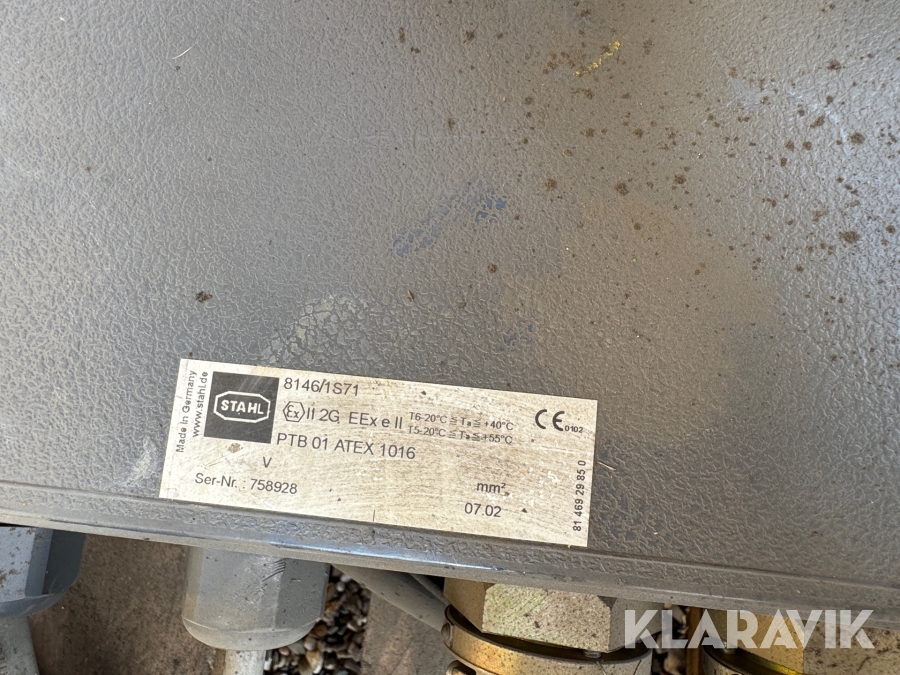 Made in Germany
www.stahl.de
STAHL
8146/1S71
Ex II 2G EEx e II T6-20°C ≦ Ta ≦ +40°C
T5-20°C ≦ Ta ≦ +55°C
CE 0102
PTB 01 ATEX 1016
V
mm²
Ser-Nr.: 758928
07.02
81 469 29 85 0
KLARAVIK